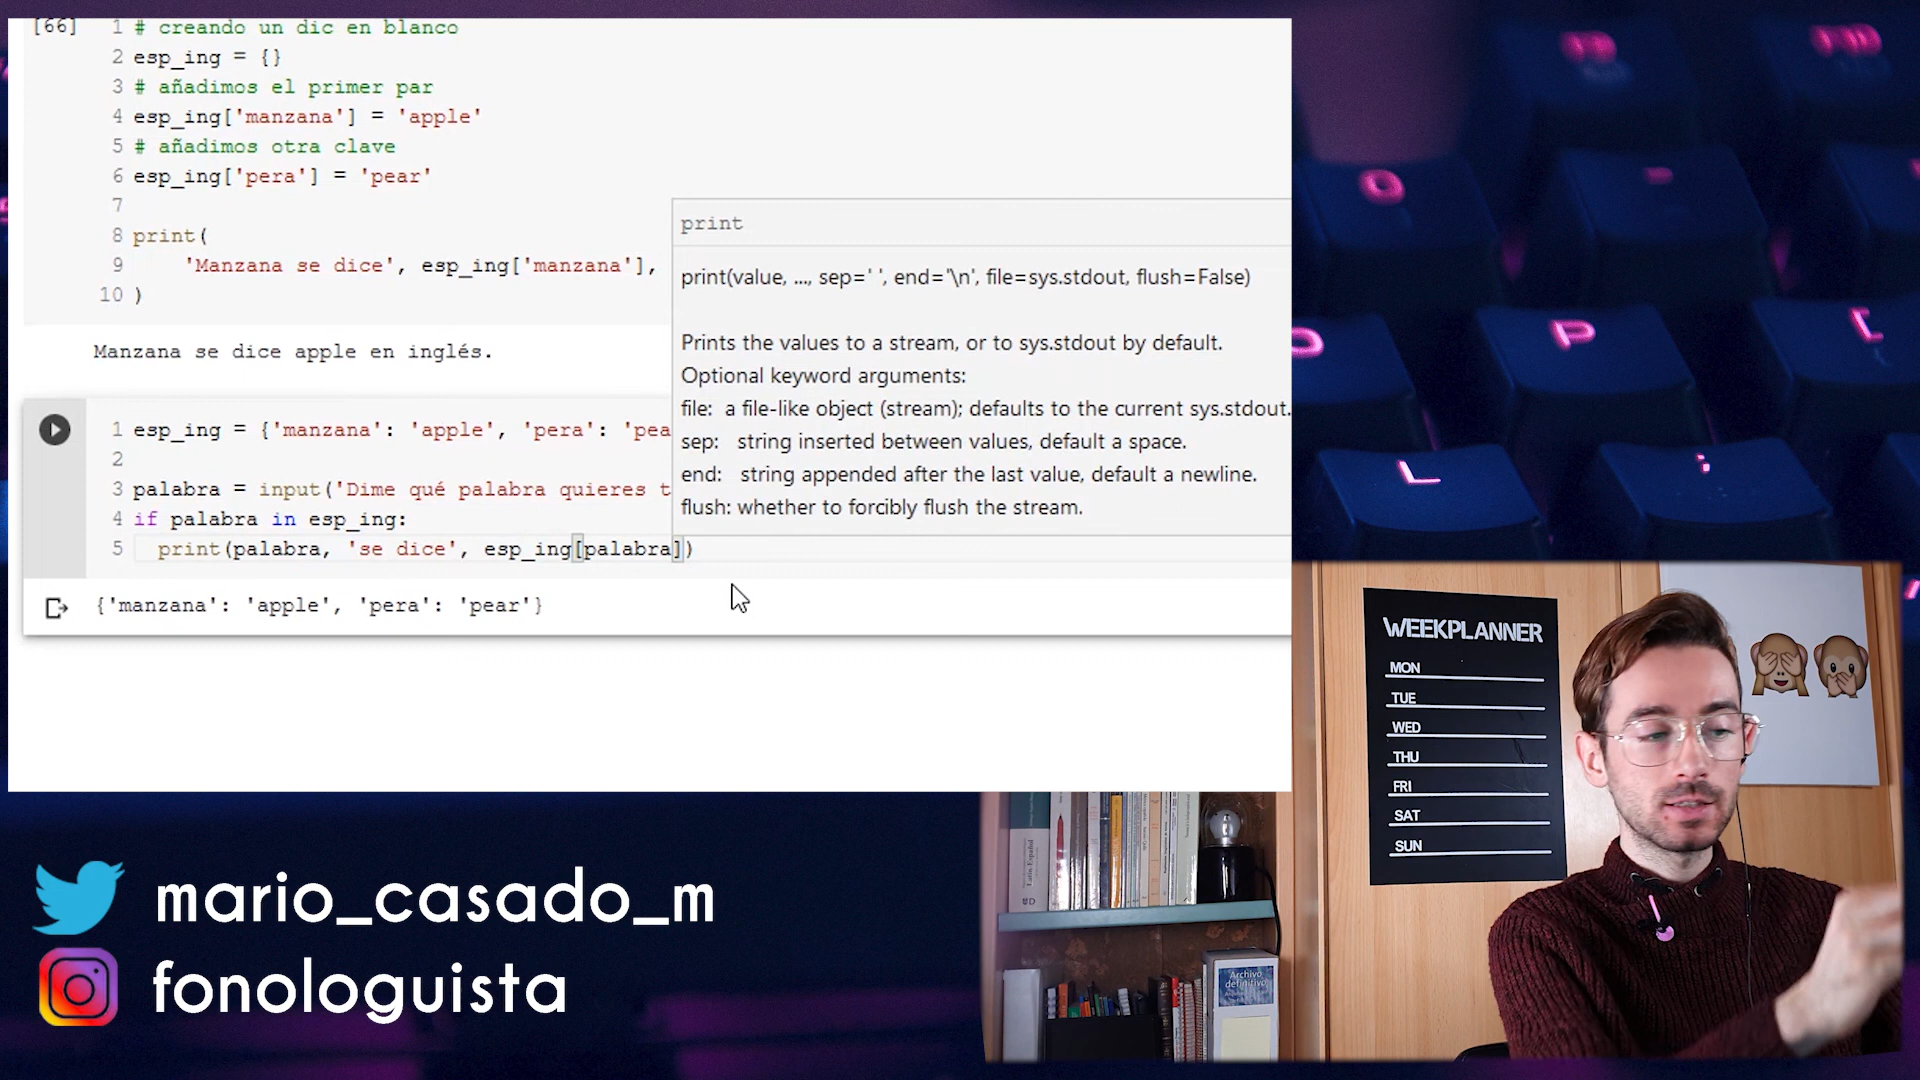 [66]
1 # creando un dic en blanco
2 esp_ing = {}
3 # añadimos el primer par
4 esp_ing['manzana'] = 'apple'
5 # añadimos otra clave
6 esp_ing['pera'] = 'pear'
7
8 print(
9 'Manzana se dice', esp_ing['manzana'],
10 )
Manzana se dice apple en inglés.
1 esp_ing = {'manzana': 'apple', 'pera': 'pea
2
3 palabra = input('Dime qué palabra quieres t
4 if palabra in esp_ing:
5 print(palabra, 'se dice', esp_ing[palabra])
{'manzana': 'apple', 'pera': 'pear'}
print
print(value, ..., sep=' ', end='\n', file=sys.stdout, flush=False)
Prints the values to a stream, or to sys.stdout by default.
Optional keyword arguments:
file: a file-like object (stream); defaults to the current sys.stdout.
sep: string inserted between values, default a space.
end: string appended after the last value, default a newline.
flush: whether to forcibly flush the stream.
O
P
[
L
;
WEEKPLANNER
MON
TUE
WED
THU
FRI
SAT
SUN
Latín-Español
Archivo
definitivo
mario_casado_m
fonologuista